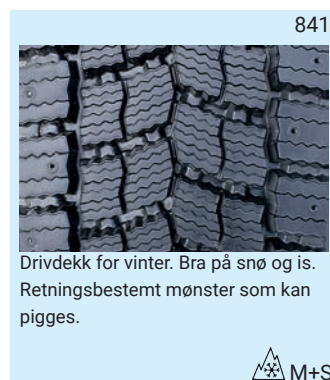 841
Drivdekk for vinter. Bra på snø og is.
Retningsbestemt mønster som kan
pigges.
M+S